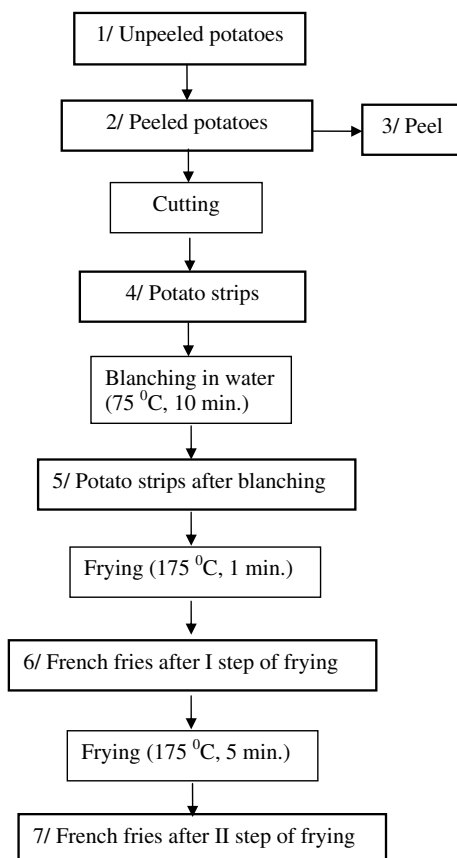 1/ Unpeeled potatoes
2/ Peeled potatoes
3/ Peel
Cutting
4/ Potato strips
Blanching in water
(75 ⁰C, 10 min.)
5/ Potato strips after blanching
Frying (175 ⁰C, 1 min.)
6/ French fries after I step of frying
Frying (175 ⁰C, 5 min.)
7/ French fries after II step of frying